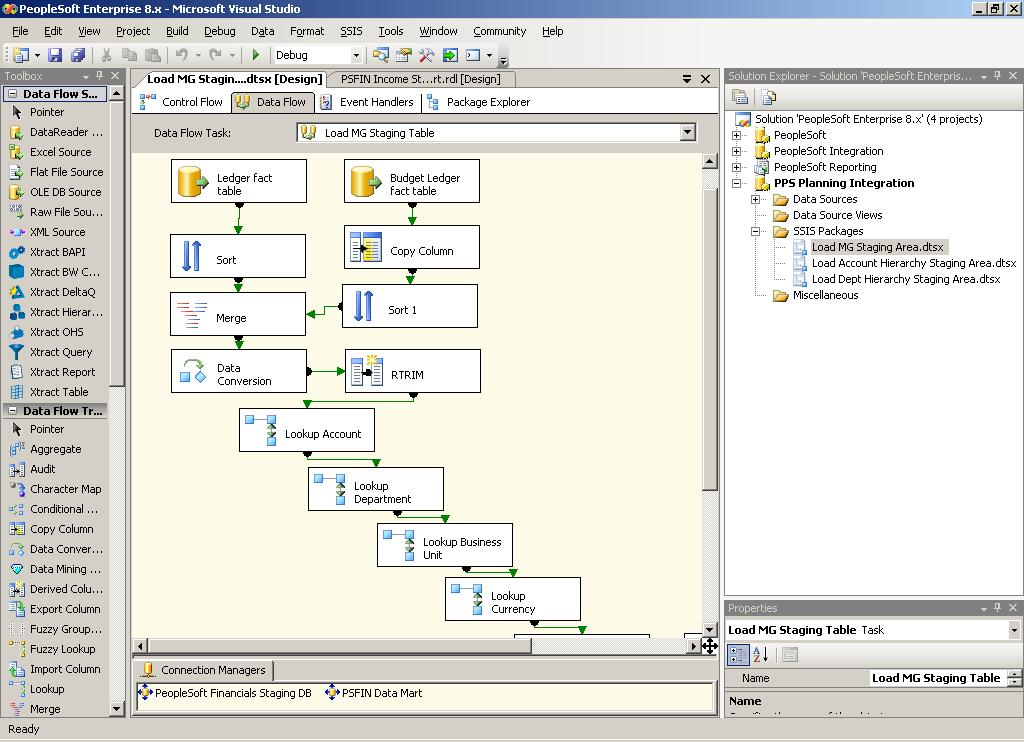 PeopleSoft Enterprise 8.x - Microsoft Visual Studio
File Edit View Project Build Debug Data Format SSIS Tools Window Community Help
Debug
Toolbox
Data Flow S...
Pointer
DataReader ...
Excel Source
Flat File Source
OLE DB Source
Raw File Sou...
XML Source
Xtract BAPI
Xtract BW C...
Xtract DeltaQ
Xtract Hierar...
Xtract OHS
Xtract Query
Xtract Report
Xtract Table
Data Flow Tr...
Pointer
Aggregate
Audit
Character Map
Conditional ...
Copy Column
Data Conver...
Data Mining ...
Derived Colu...
Export Column
Fuzzy Group...
Fuzzy Lookup
Import Column
Lookup
Merge
Load MG Stagin....dtsx [Design] PSFIN Income St...rt.rdl [Design]
Control Flow Data Flow Event Handlers Package Explorer
Data Flow Task: Load MG Staging Table
Ledger fact
table
Budget Ledger
fact table
Sort
Copy Column
Merge
Sort 1
Data
Conversion
RTRIM
Lookup Account
Lookup
Department
Lookup Business
Unit
Lookup
Currency
Connection Managers
PeopleSoft Financials Staging DB PSFIN Data Mart
Solution Explorer - Solution 'PeopleSoft Enterpris...
Solution 'PeopleSoft Enterprise 8.x' (4 projects)
PeopleSoft
PeopleSoft Integration
PeopleSoft Reporting
PPS Planning Integration
Data Sources
Data Source Views
SSIS Packages
Load MG Staging Area.dtsx
Load Account Hierarchy Staging Area.dtsx
Load Dept Hierarchy Staging Area.dtsx
Miscellaneous
Properties
Load MG Staging Table Task
Name Load MG Staging Table
Name
Ready